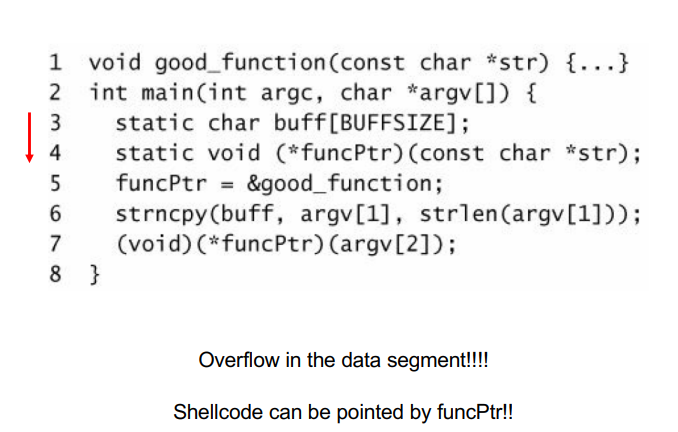 1 void good_function(const char *str) {...}
2 int main(int argc, char *argv[]) {
3 static char buff[BUFFSIZE];
4 static void (*funcPtr)(const char *str);
5 funcPtr = &good_function;
6 strncpy(buff, argv[1], strlen(argv[1]));
7 (void)(*funcPtr)(argv[2]);
8 }
Overflow in the data segment!!!!
Shellcode can be pointed by funcPtr!!